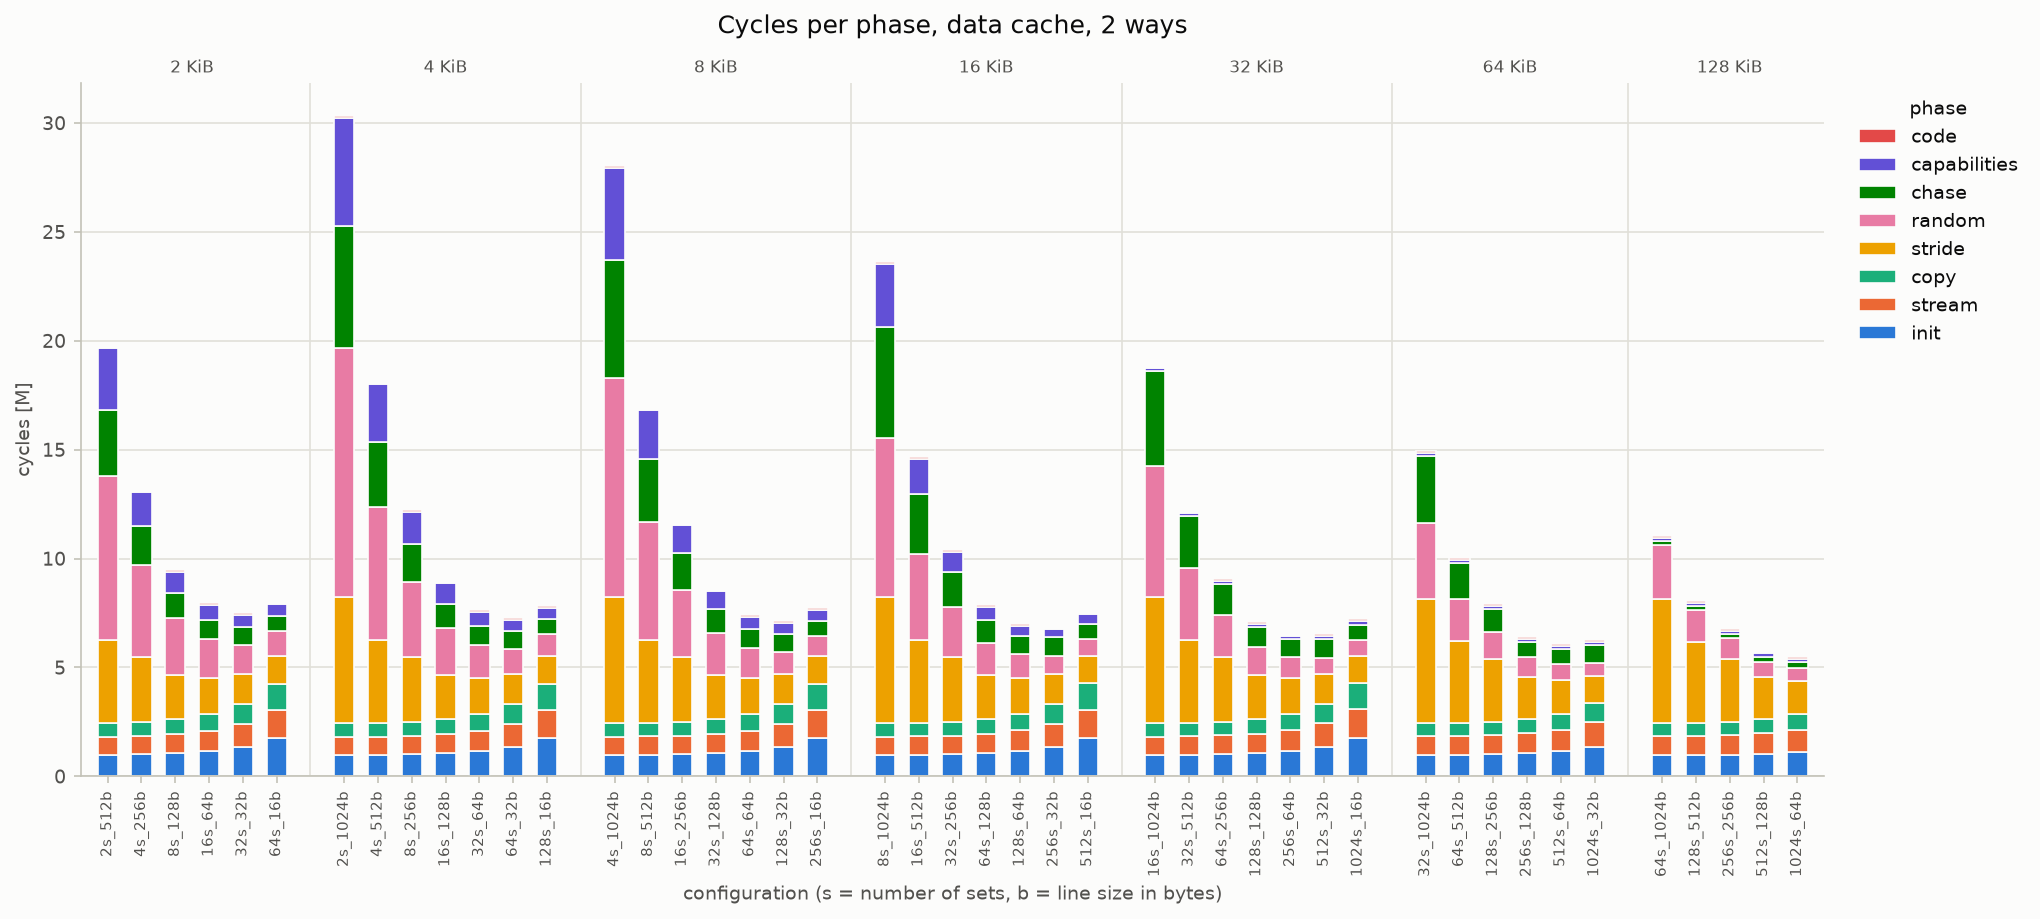 Cycles per phase, data cache, 2 ways
2 KiB 4 KiB 8 KiB 16 KiB 32 KiB 64 KiB 128 KiB
cycles [M]
30
25
20
15
10
5
0
phase
code
capabilities
chase
random
stride
copy
stream
init
2s_512b
4s_256b
8s_128b
16s_64b
32s_32b
64s_16b
2s_1024b
4s_512b
8s_256b
16s_128b
32s_64b
64s_32b
128s_16b
4s_1024b
8s_512b
16s_256b
32s_128b
64s_64b
128s_32b
256s_16b
8s_1024b
16s_512b
32s_256b
64s_128b
128s_64b
256s_32b
512s_16b
16s_1024b
32s_512b
64s_256b
128s_128b
256s_64b
512s_32b
1024s_16b
32s_1024b
64s_512b
128s_256b
256s_128b
512s_64b
1024s_32b
64s_1024b
128s_512b
256s_256b
512s_128b
1024s_64b
configuration (s = number of sets, b = line size in bytes)